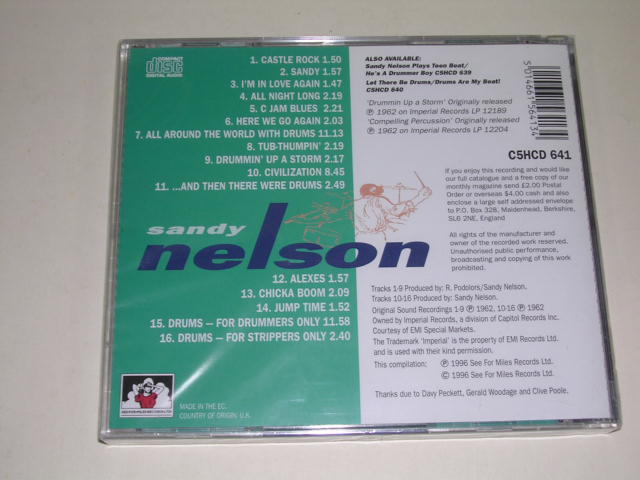 COMPACT
disc
DIGITAL AUDIO
1. CASTLE ROCK 1.50
2. SANDY 1.57
3. I'M IN LOVE AGAIN 1.47
4. ALL NIGHT LONG 2.19
5. C JAM BLUES 2.21
6. HERE WE GO AGAIN 2.03
7. ALL AROUND THE WORLD WITH DRUMS 11.13
8. TUB-THUMPIN' 2.19
9. DRUMMIN' UP A STORM 2.17
10. CIVILIZATION 8.45
11. ...AND THEN THERE WERE DRUMS 2.49
sandy
nelson
12. ALEXES 1.57
13. CHICKA BOOM 2.09
14. JUMP TIME 1.52
15. DRUMS — FOR DRUMMERS ONLY 11.58
16. DRUMS — FOR STRIPPERS ONLY 2.40
SEE FOR MILES RECORDS LTD
MADE IN THE EC.
COUNTRY OF ORIGIN: U.K.
ALSO AVAILABLE:
Sandy Nelson Plays Teen Beat/
He's A Drummer Boy C5HCD 639
Let There Be Drums/Drums Are My Beat!
C5HCD 640
'Drummin Up a Storm' Originally released
℗ 1962 on Imperial Records LP 12189
'Compelling Percussion' Originally released
℗ 1962 on Imperial Records LP 12204
5014661564134
C5HCD 641
If you enjoy this recording and would like
our full catalogue and a free copy of our
monthly magazine send £2.00 Postal
Order or overseas $4.00 cash and also
enclose a large self addressed envelope
to P.O. Box 328, Maidenhead, Berkshire,
SL6 2NE, England
All rights of the manufacturer and
owner of the recorded work reserved.
Unauthorised public performance,
broadcasting and copying of this work
prohibited.
Tracks 1-9 Produced by: R. Podolors/Sandy Nelson.
Tracks 10-16 Produced by: Sandy Nelson.
Original Sound Recordings 1-9 ℗ 1962, 10-16 ℗ 1962
Owned by Imperial Records, a division of Capitol Records Inc.
Courtesy of EMI Special Markets.
The Trademark 'Imperial' is the property of EMI Records Ltd.
and is used with their kind permission.
This compilation: ℗ 1996 See For Miles Records Ltd.
© 1996 See For Miles Records Ltd.
Thanks due to Davy Peckett, Gerald Woodage and Clive Poole.